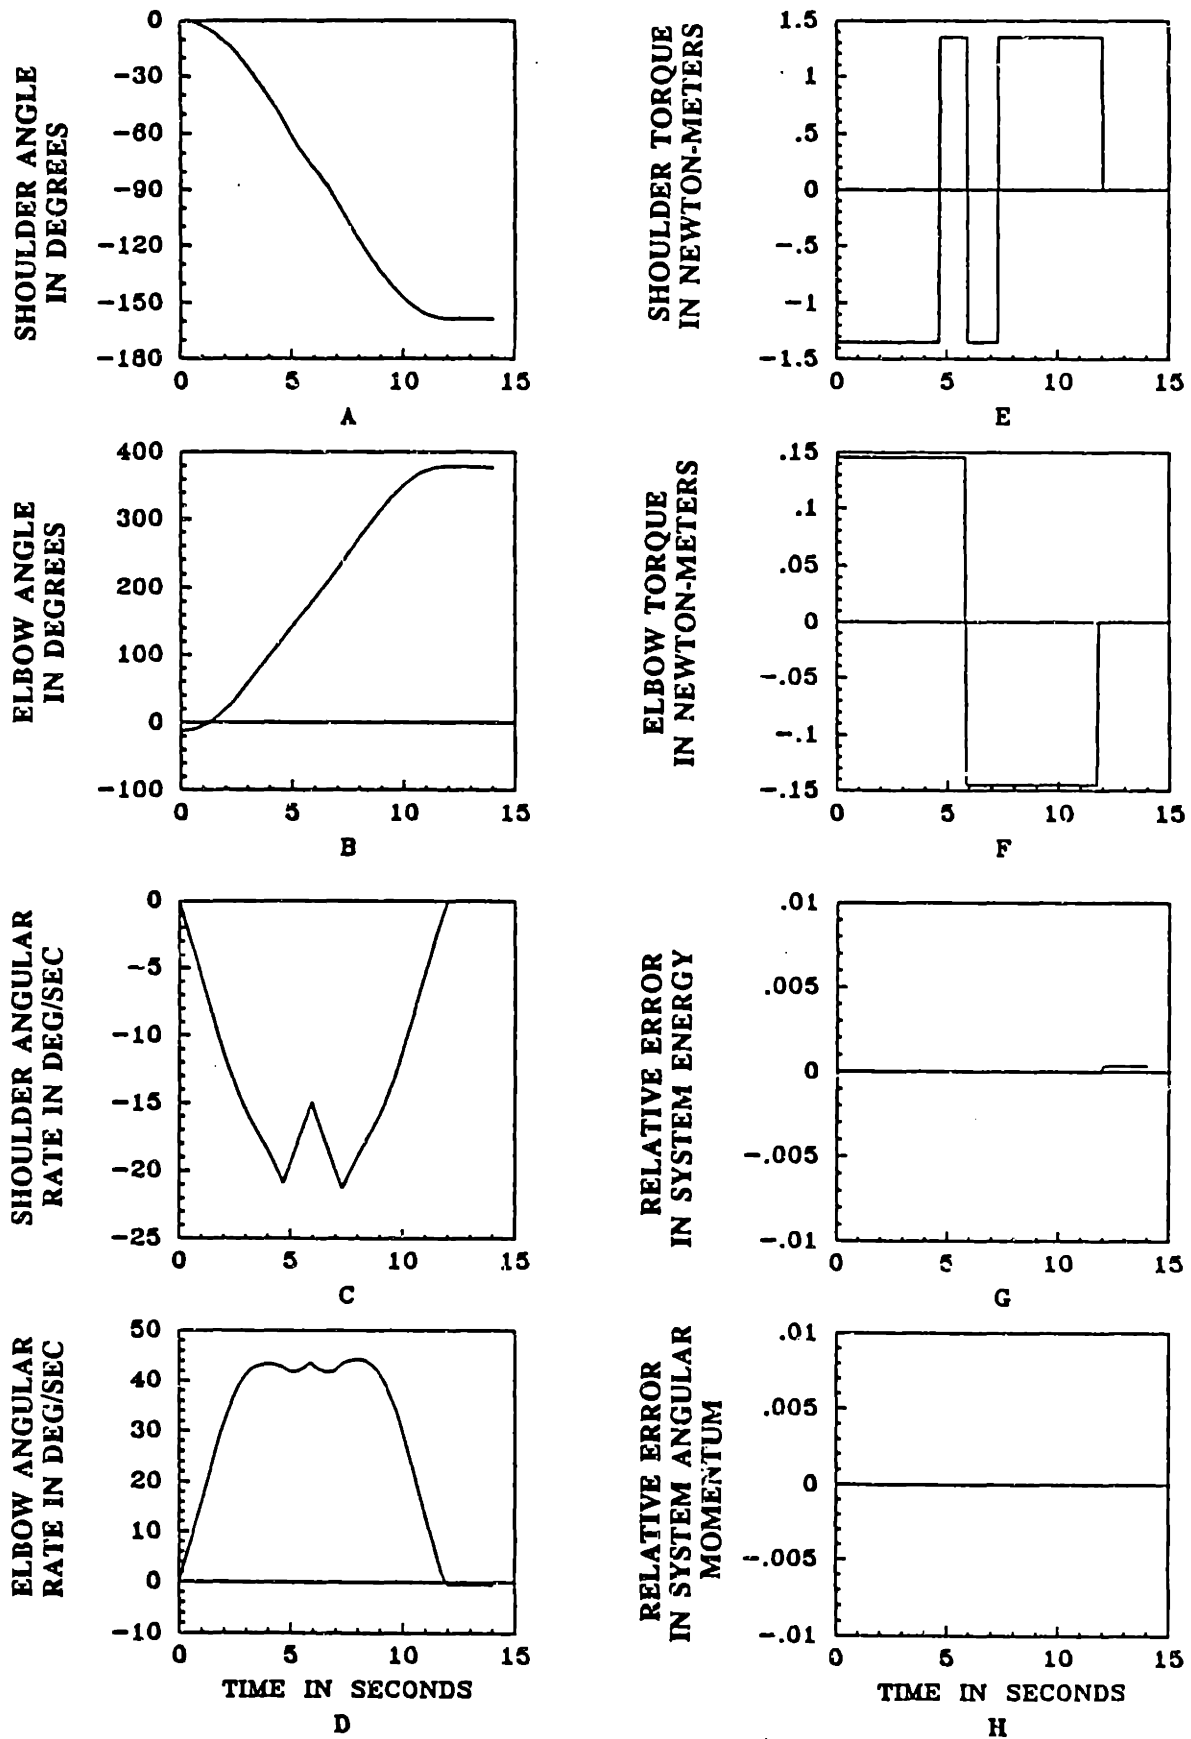 SHOULDER ANGLE
IN DEGREES
0
-30
-60
-90
-120
-150
-180
0 5 10 15
A
SHOULDER TORQUE
IN NEWTON-METERS
1.5
1
.5
0
-.5
-1
-1.5
0 5 10 15
E
ELBOW ANGLE
IN DEGREES
400
300
200
100
0
-100
0 5 10 15
B
ELBOW TORQUE
IN NEWTON-METERS
.15
.1
.05
0
-.05
-.1
-.15
0 5 10 15
F
SHOULDER ANGULAR
RATE IN DEG/SEC
0
-5
-10
-15
-20
-25
0 5 10 15
C
RELATIVE ERROR
IN SYSTEM ENERGY
.01
.005
0
-.005
-.01
0 5 10 15
G
ELBOW ANGULAR
RATE IN DEG/SEC
50
40
30
20
10
0
-10
0 5 10 15
TIME IN SECONDS
D
RELATIVE ERROR
IN SYSTEM ANGULAR
MOMENTUM
.01
.005
0
-.005
-.01
0 5 10 15
TIME IN SECONDS
H